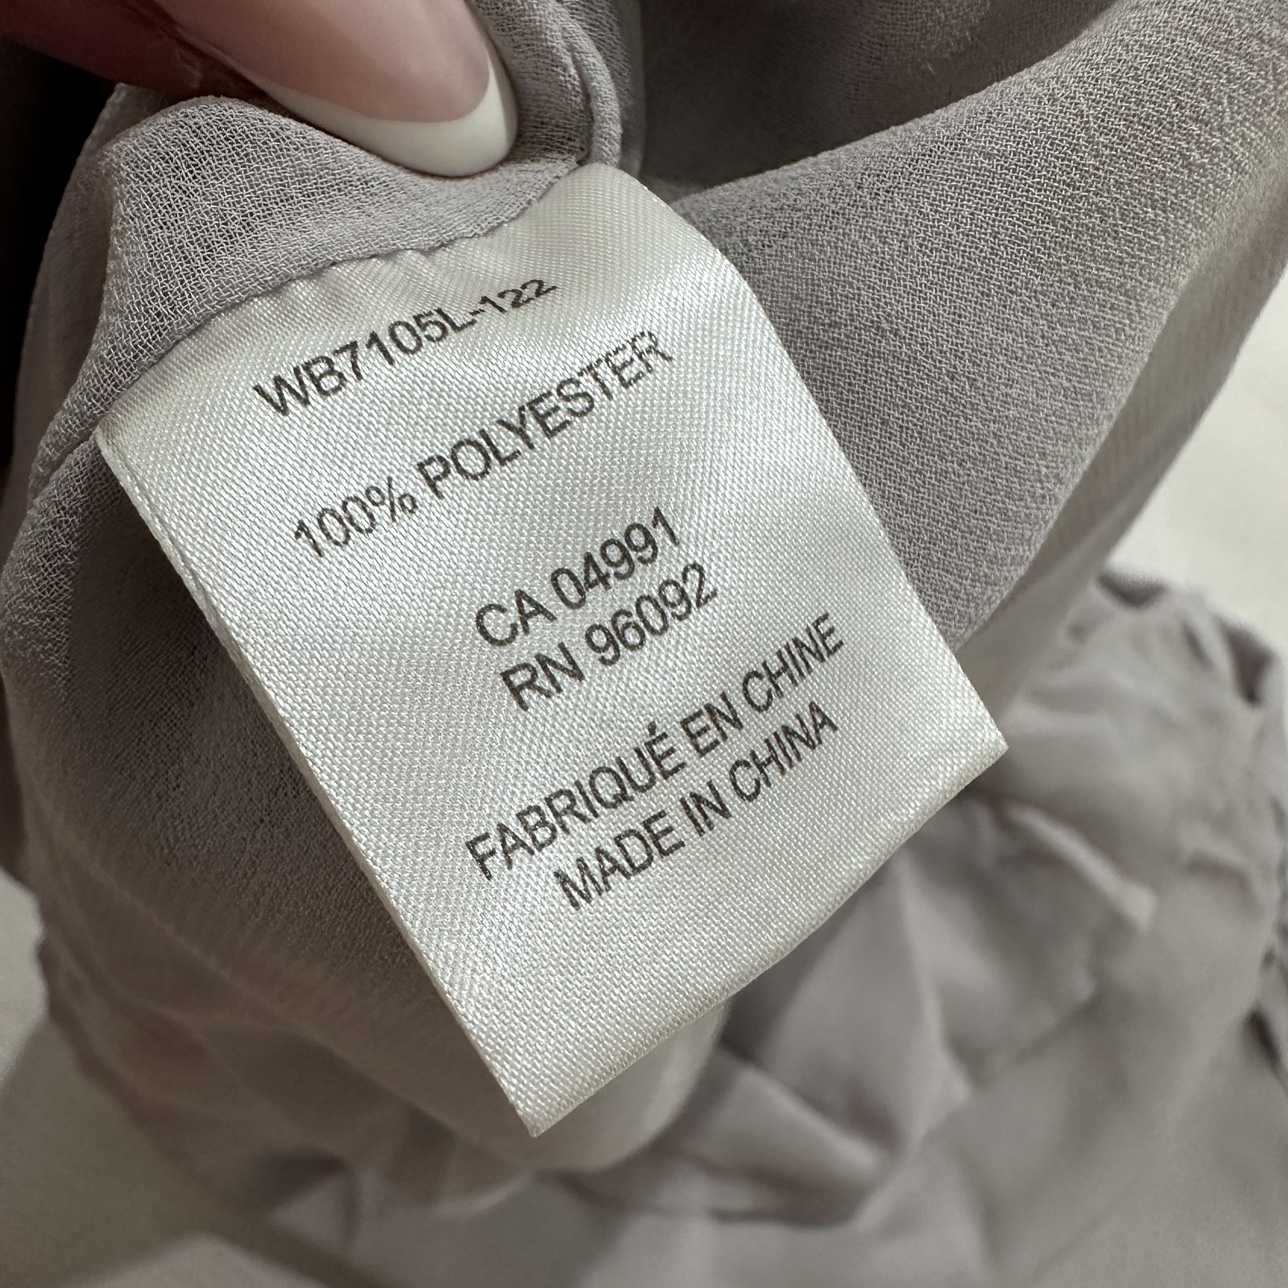 WB7105L-122
100% POLYESTER
CA 04991
RN 96092
FABRIQUÉ EN CHINE
MADE IN CHINA